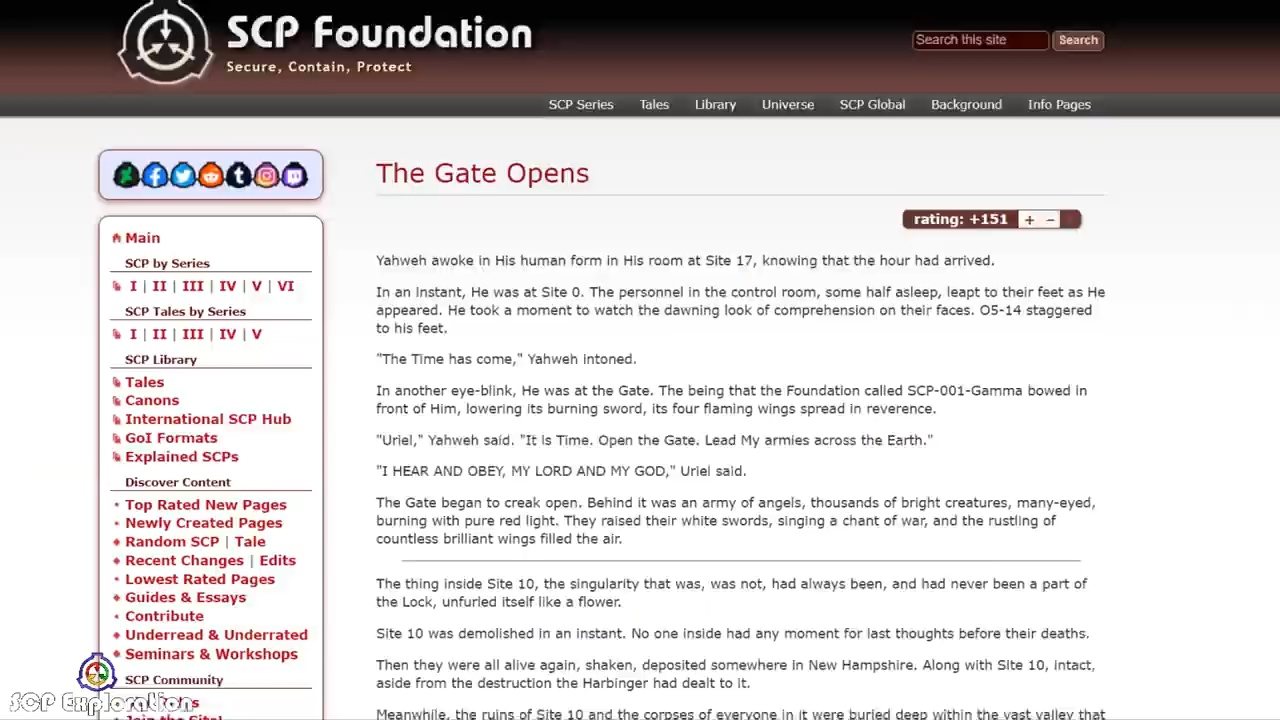 SCP Foundation
Secure, Contain, Protect
Search this site
Search
SCP Series Tales Library Universe SCP Global Background Info Pages
Main
SCP by Series
I | II | III | IV | V | VI
SCP Tales by Series
I | II | III | IV | V
SCP Library
Tales
Canons
International SCP Hub
GoI Formats
Explained SCPs
Discover Content
Top Rated New Pages
Newly Created Pages
Random SCP | Tale
Recent Changes | Edits
Lowest Rated Pages
Guides & Essays
Contribute
Underread & Underrated
Seminars & Workshops
SCP Community
Join the Site!
SCP Exploration
The Gate Opens
rating: +151 + −
Yahweh awoke in His human form in His room at Site 17, knowing that the hour had arrived.
In an Instant, He was at Site 0. The personnel in the control room, some half asleep, leapt to their feet as He
appeared. He took a moment to watch the dawning look of comprehension on their faces. O5-14 staggered
to his feet.
"The Time has come," Yahweh intoned.
In another eye-blink, He was at the Gate. The being that the Foundation called SCP-001-Gamma bowed in
front of Him, lowering its burning sword, its four flaming wings spread in reverence.
"Uriel," Yahweh said. "It is Time. Open the Gate. Lead My armies across the Earth."
"I HEAR AND OBEY, MY LORD AND MY GOD," Uriel said.
The Gate began to creak open. Behind it was an army of angels, thousands of bright creatures, many-eyed,
burning with pure red light. They raised their white swords, singing a chant of war, and the rustling of
countless brilliant wings filled the air.
The thing inside Site 10, the singularity that was, was not, had always been, and had never been a part of
the Lock, unfurled itself like a flower.
Site 10 was demolished in an instant. No one inside had any moment for last thoughts before their deaths.
Then they were all alive again, shaken, deposited somewhere in New Hampshire. Along with Site 10, intact,
aside from the destruction the Harbinger had dealt to it.
Meanwhile, the ruins of Site 10 and the corpses of everyone in it were buried deep within the vast valley that